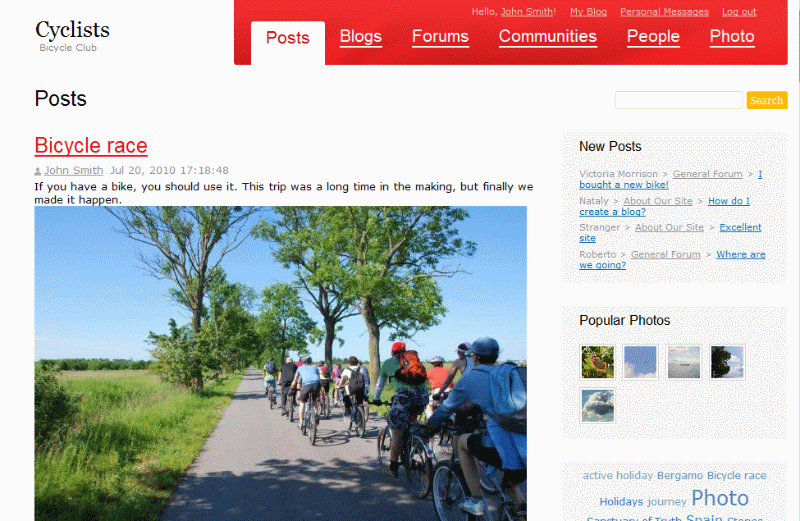 Cyclists
Bicycle Club
Hello, John Smith! My Blog Personal Messages Log out
Posts Blogs Forums Communities People Photo
Posts
Search
Bicycle race
John Smith Jul 20, 2010 17:18:48
If you have a bike, you should use it. This trip was a long time in the making, but finally we
made it happen.
New Posts
Victoria Morrison > General Forum > I
bought a new bike!
Nataly > About Our Site > How do I
create a blog?
Stranger > About Our Site > Excellent
site
Roberto > General Forum > Where are
we going?
Popular Photos
active holiday Bergamo Bicycle race
Holidays journey Photo
Sanctuary of Truth Spain Stones